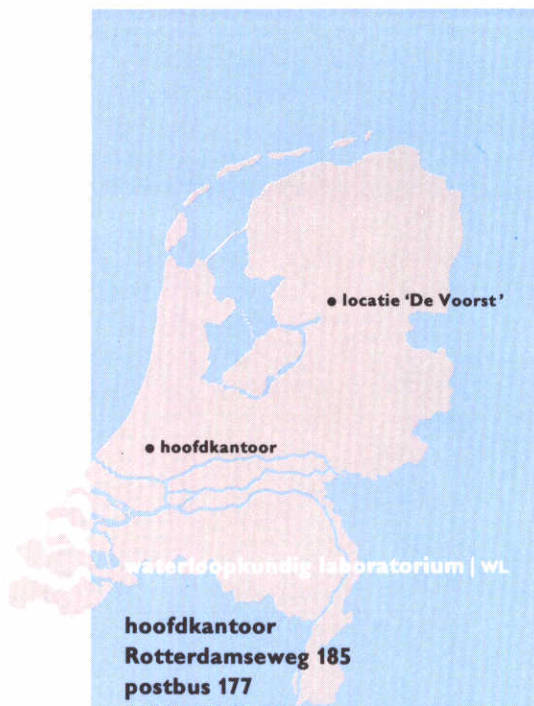 locatie 'De Voorst'
hoofdkantoor
waterloopkundig laboratorium | WL
hoofdkantoor
Rotterdamseweg 185
postbus 177